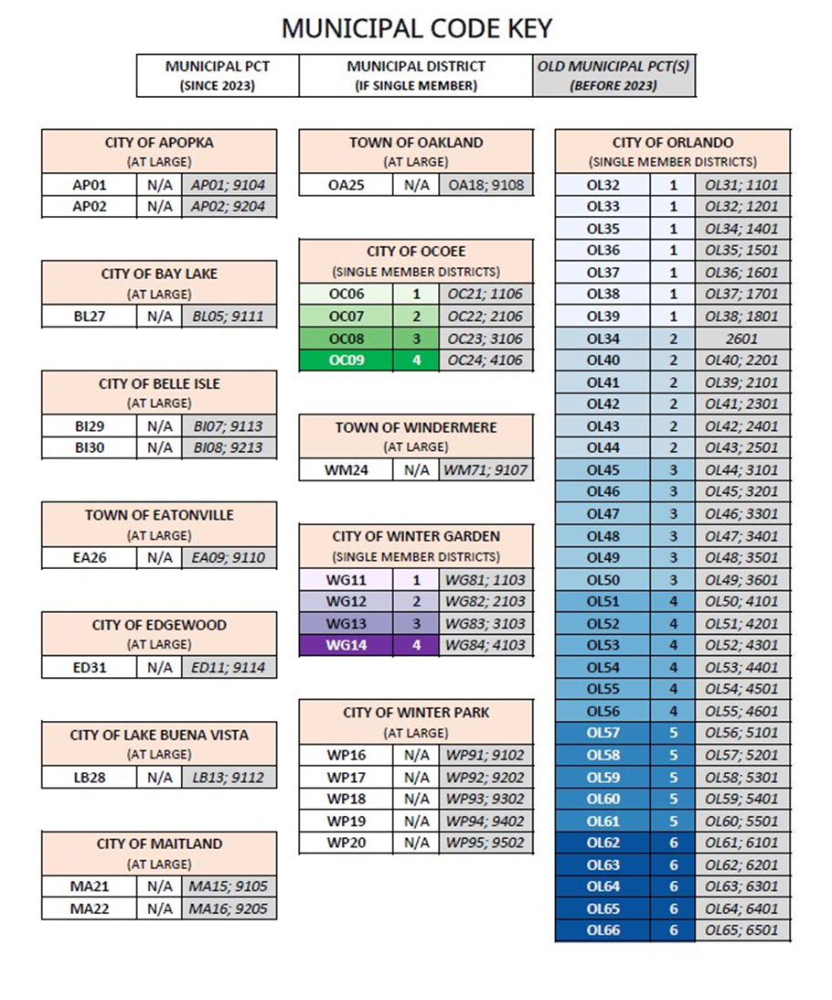 MUNICIPAL CODE KEY
MUNICIPAL PCT MUNICIPAL DISTRICT OLD MUNICIPAL PCT(S)
(SINCE 2023) (IF SINGLE MEMBER) (BEFORE 2023)
CITY OF APOPKA
(AT LARGE)
AP01 N/A AP01; 9104
AP02 N/A AP02; 9204
CITY OF BAY LAKE
(AT LARGE)
BL27 N/A BL05; 9111
CITY OF BELLE ISLE
(AT LARGE)
BI29 N/A BI07; 9113
BI30 N/A BI08; 9213
TOWN OF EATONVILLE
(AT LARGE)
EA26 N/A EA09; 9110
CITY OF EDGEWOOD
(AT LARGE)
ED31 N/A ED11; 9114
CITY OF LAKE BUENA VISTA
(AT LARGE)
LB28 N/A LB13; 9112
CITY OF MAITLAND
(AT LARGE)
MA21 N/A MA15; 9105
MA22 N/A MA16; 9205
TOWN OF OAKLAND
(AT LARGE)
OA25 N/A OA18; 9108
CITY OF OCOEE
(SINGLE MEMBER DISTRICTS)
OC06 1 OC21; 1106
OC07 2 OC22; 2106
OC08 3 OC23; 3106
OC09 4 OC24; 4106
TOWN OF WINDERMERE
(AT LARGE)
WM24 N/A WM71; 9107
CITY OF WINTER GARDEN
(SINGLE MEMBER DISTRICTS)
WG11 1 WG81; 1103
WG12 2 WG82; 2103
WG13 3 WG83; 3103
WG14 4 WG84; 4103
CITY OF WINTER PARK
(AT LARGE)
WP16 N/A WP91; 9102
WP17 N/A WP92; 9202
WP18 N/A WP93; 9302
WP19 N/A WP94; 9402
WP20 N/A WP95; 9502
CITY OF ORLANDO
(SINGLE MEMBER DISTRICTS)
OL32 1 OL31; 1101
OL33 1 OL32; 1201
OL35 1 OL34; 1401
OL36 1 OL35; 1501
OL37 1 OL36; 1601
OL38 1 OL37; 1701
OL39 1 OL38; 1801
OL34 2 2601
OL40 2 OL40; 2201
OL41 2 OL39; 2101
OL42 2 OL41; 2301
OL43 2 OL42; 2401
OL44 2 OL43; 2501
OL45 3 OL44; 3101
OL46 3 OL45; 3201
OL47 3 OL46; 3301
OL48 3 OL47; 3401
OL49 3 OL48; 3501
OL50 3 OL49; 3601
OL51 4 OL50; 4101
OL52 4 OL51; 4201
OL53 4 OL52; 4301
OL54 4 OL53; 4401
OL55 4 OL54; 4501
OL56 4 OL55; 4601
OL57 5 OL56; 5101
OL58 5 OL57; 5201
OL59 5 OL58; 5301
OL60 5 OL59; 5401
OL61 5 OL60; 5501
OL62 6 OL61; 6101
OL63 6 OL62; 6201
OL64 6 OL63; 6301
OL65 6 OL64; 6401
OL66 6 OL65; 6501